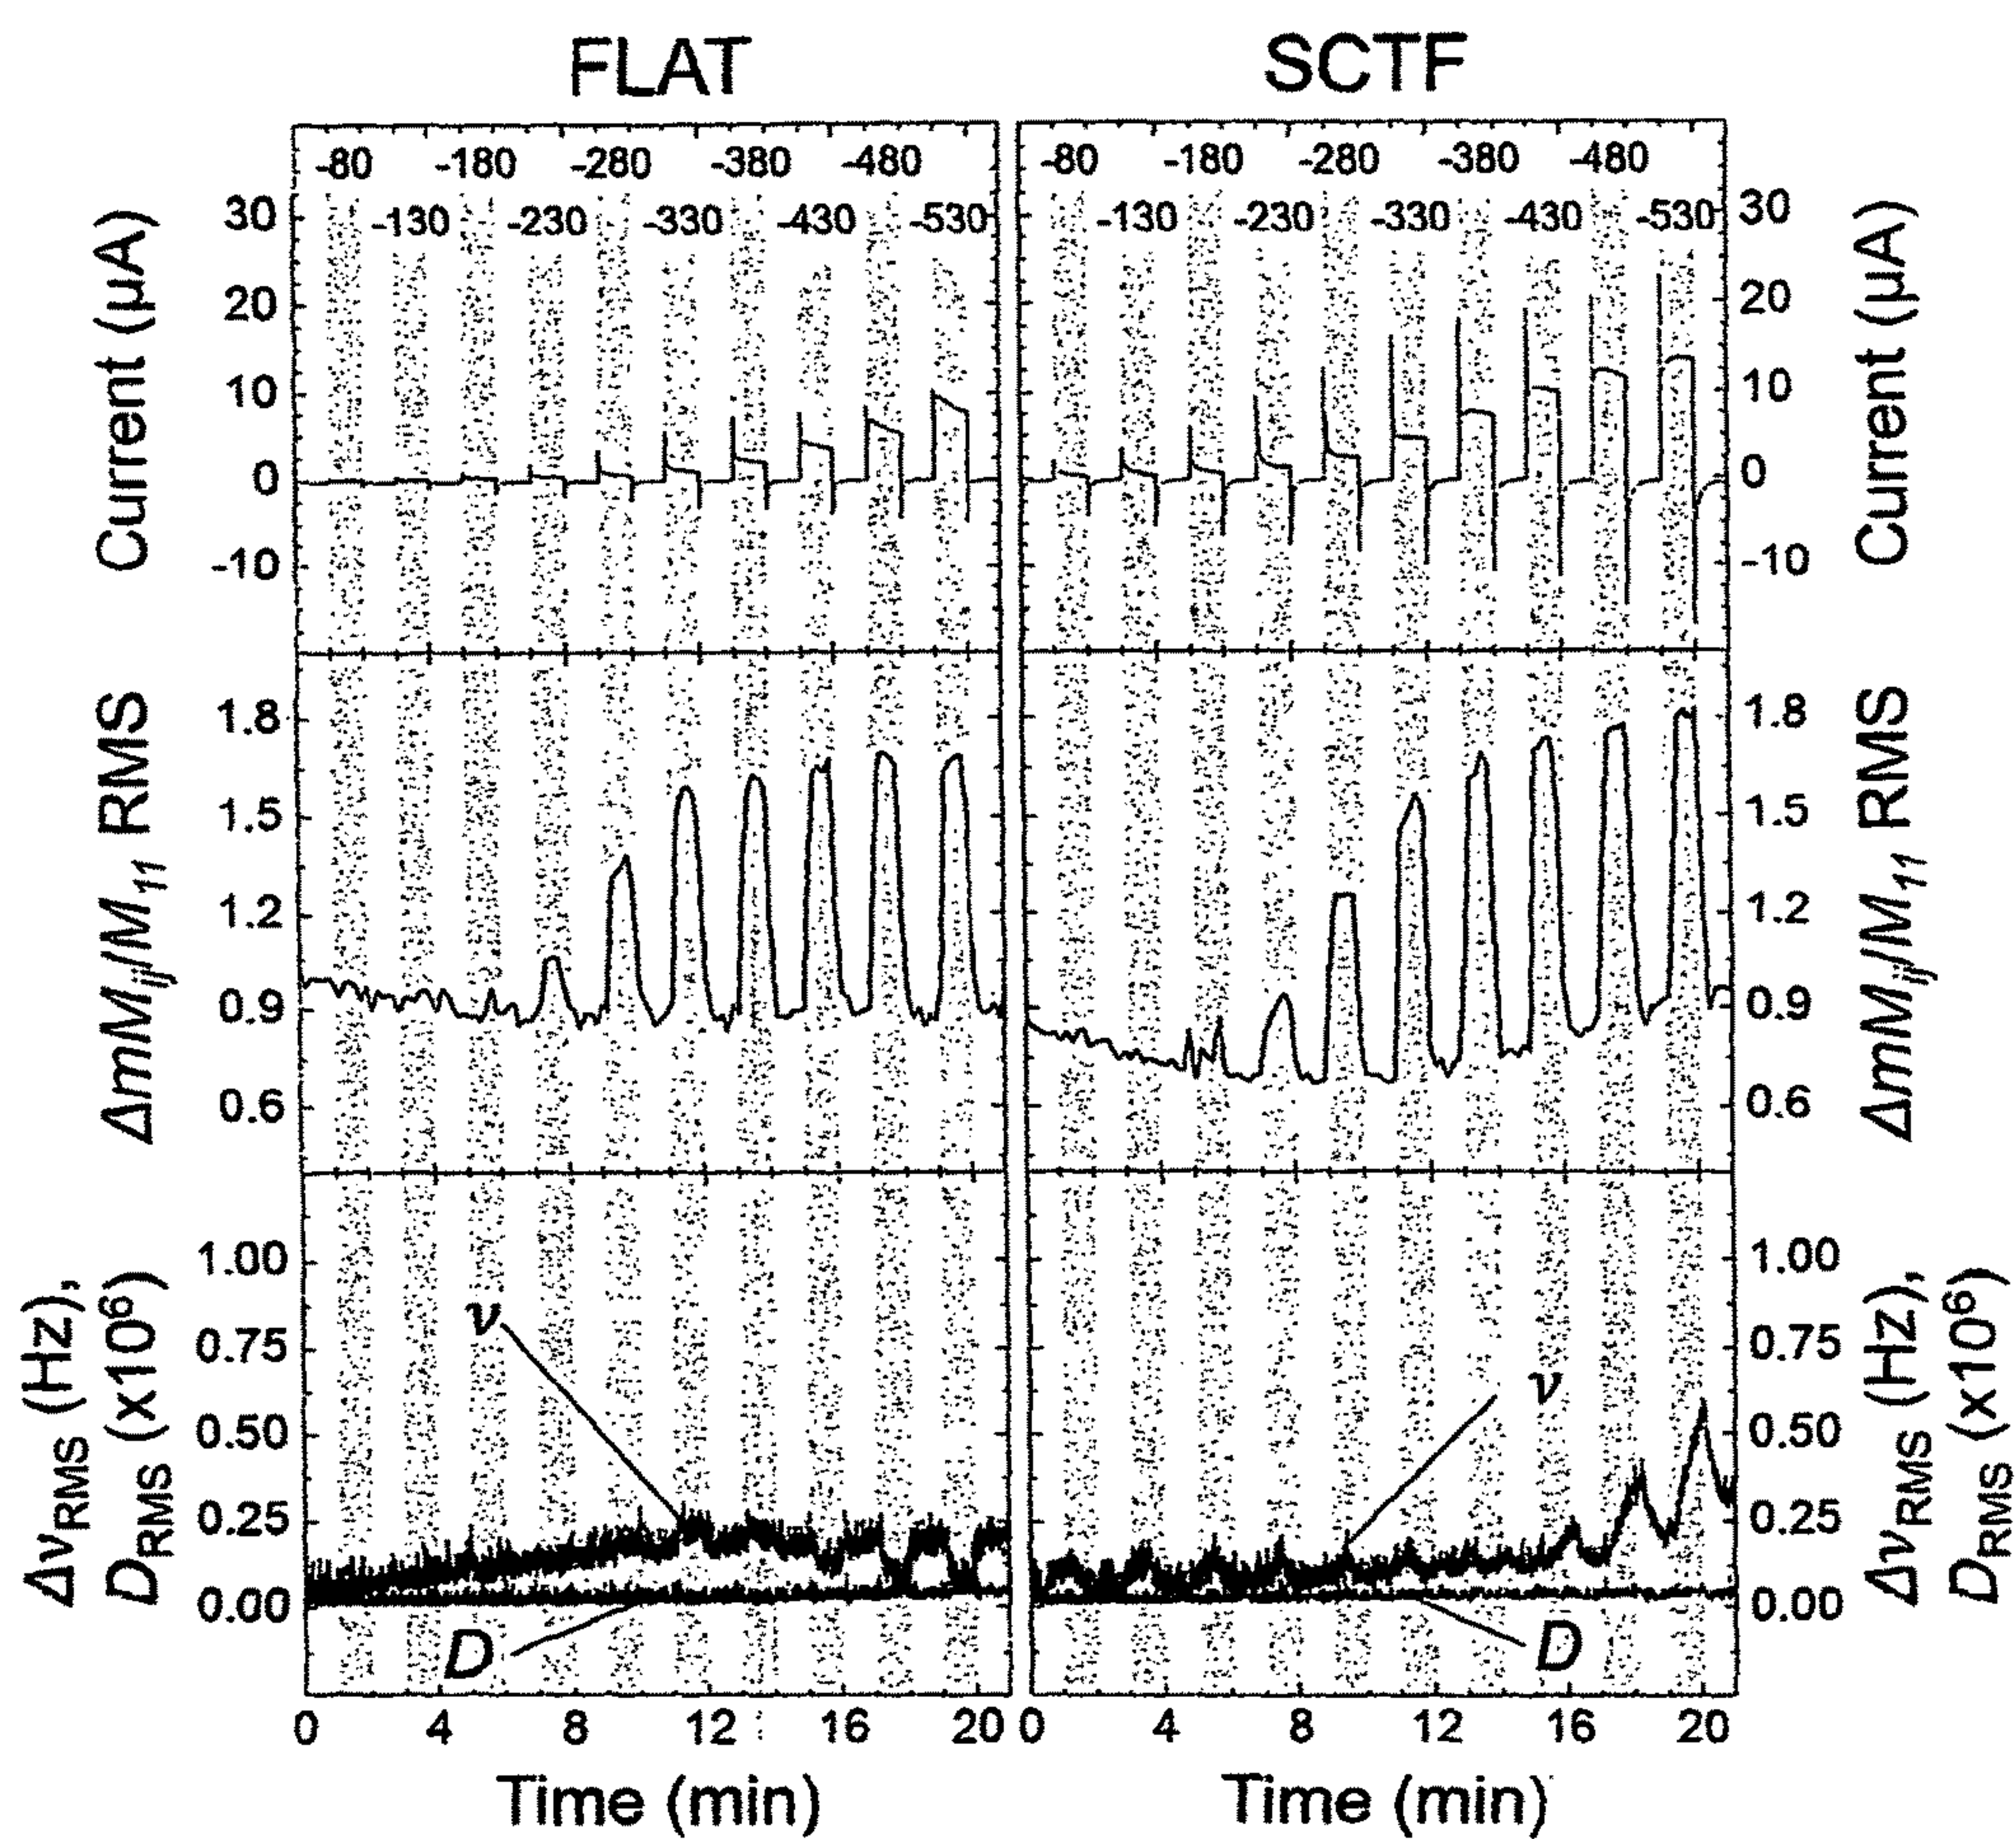 FLAT
SCTF
-80 -180 -280 -380 -480
-130 -230 -330 -430 -530
-80 -180 -280 -380 -480
-130 -230 -330 -430 -530
Current (µA)
30
20
10
0
-10
30
20
10
0
-10
Current (µA)
ΔmMij/M11 RMS
1.8
1.5
1.2
0.9
0.6
1.8
1.5
1.2
0.9
0.6
ΔmMij/M11 RMS
ΔνRMS (Hz),
DRMS (x10⁶)
1.00
0.75
0.50
0.25
0.00
ν
D
ν
D
1.00
0.75
0.50
0.25
0.00
ΔνRMS (Hz),
DRMS (x10⁶)
0 4 8 12 16 20
0 4 8 12 16 20
Time (min)
Time (min)